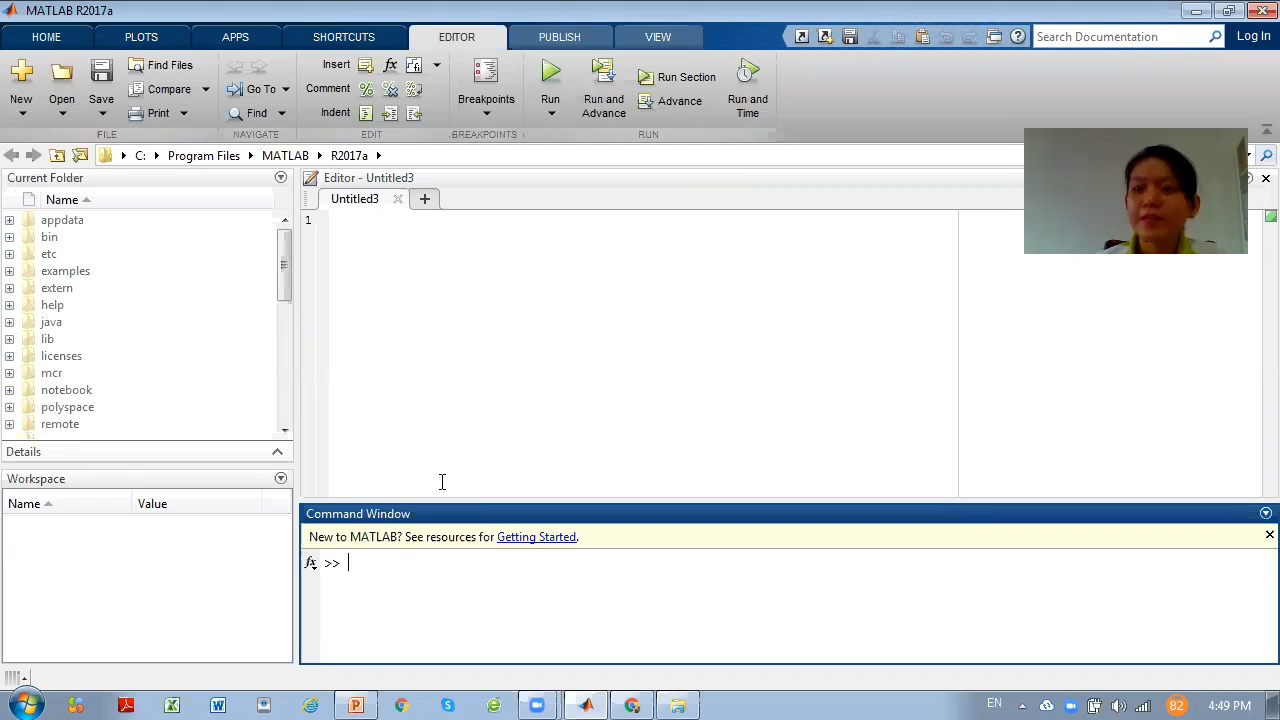 MATLAB R2017a
HOME PLOTS APPS SHORTCUTS EDITOR PUBLISH VIEW Search Documentation Log In
New Open Save Find Files Compare Print
Go To Find
Insert fx Comment % Indent
Breakpoints
Run Run and Advance Run Section Advance Run and Time
FILE NAVIGATE EDIT BREAKPOINTS RUN
C: Program Files MATLAB R2017a
Current Folder
Name
appdata
bin
etc
examples
extern
help
java
lib
licenses
mcr
notebook
polyspace
remote
Details
Workspace
Name Value
Editor - Untitled3
Untitled3 +
1
Command Window
New to MATLAB? See resources for Getting Started.
fx >>
EN 82 4:49 PM